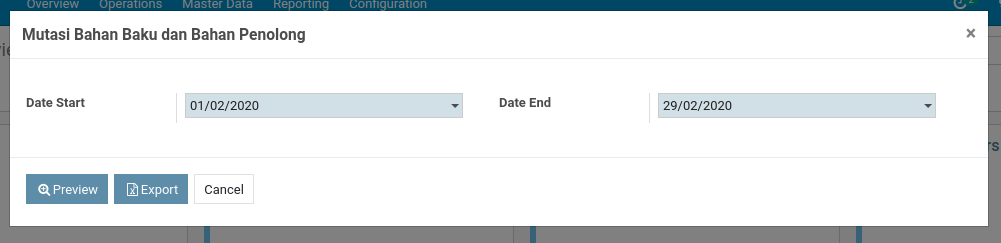 Overview Operations Master Data Reporting Configuration
Mutasi Bahan Baku dan Bahan Penolong ×
Date Start 01/02/2020 Date End 29/02/2020
Preview Export Cancel